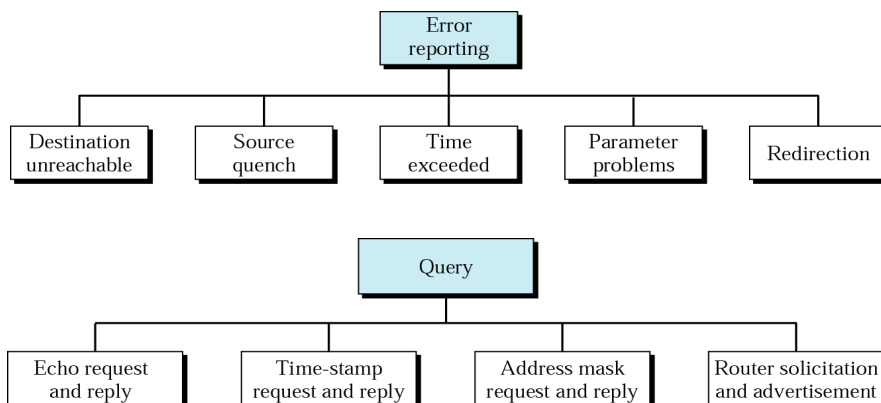 Error
reporting
Destination
unreachable
Source
quench
Time
exceeded
Parameter
problems
Redirection
Query
Echo request
and reply
Time-stamp
request and reply
Address mask
request and reply
Router solicitation
and advertisement